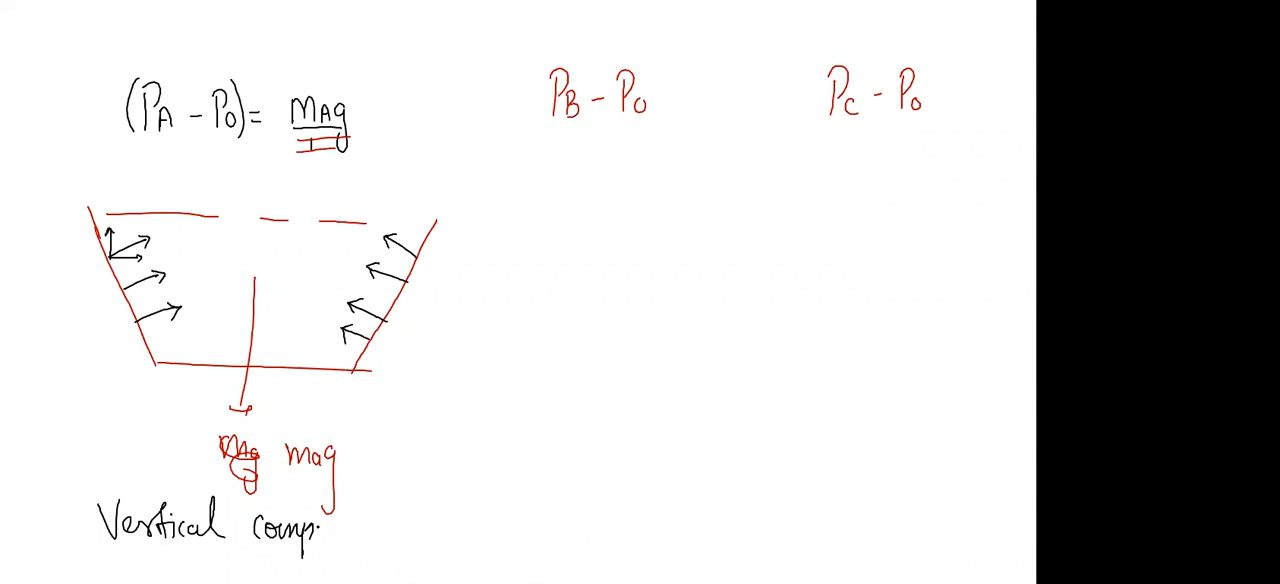 (PA - P0) = mAg
PB - P0
PC - P0
mag
Vertical comp.